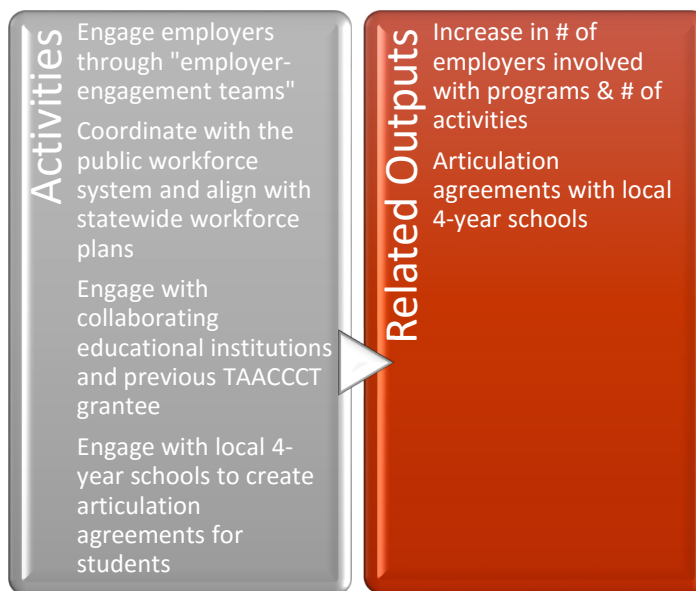 Activities
Engage employers
through "employer-
engagement teams"
Coordinate with the
public workforce
system and align with
statewide workforce
plans
Engage with
collaborating
educational institutions
and previous TAACCCT
grantee
Engage with local 4-
year schools to create
articulation
agreements for
students
Related Outputs
Increase in # of
employers involved
with programs & # of
activities
Articulation
agreements with local
4-year schools